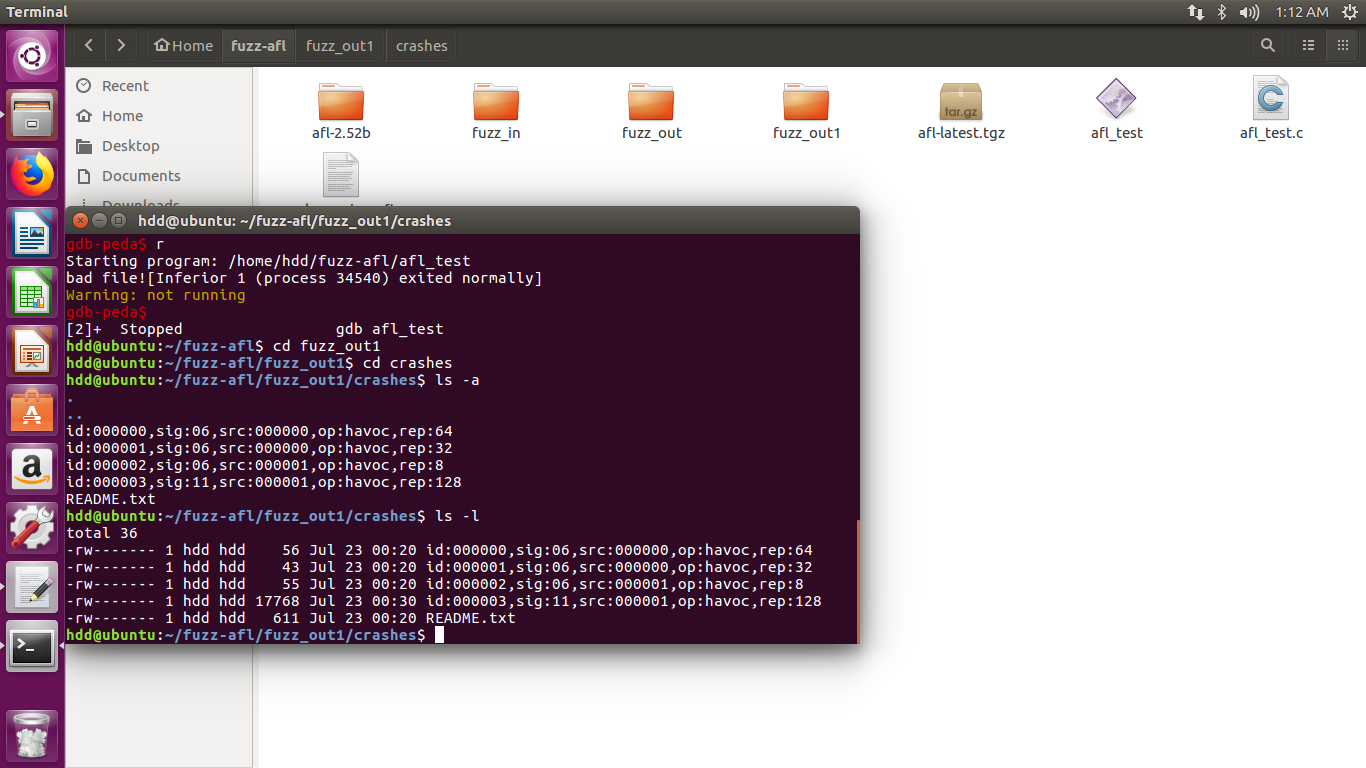 Terminal
1:12 AM
Home
fuzz-afl
fuzz_out1
crashes
Recent
Home
Desktop
Documents
Downloads
afl-2.52b
fuzz_in
fuzz_out
fuzz_out1
afl-latest.tgz
afl_test
afl_test.c
tar.gz
hdd@ubuntu: ~/fuzz-afl/fuzz_out1/crashes
gdb-peda$ r
Starting program: /home/hdd/fuzz-afl/afl_test
bad file![Inferior 1 (process 34540) exited normally]
Warning: not running
gdb-peda$
[2]+  Stopped                 gdb afl_test
hdd@ubuntu:~/fuzz-afl$ cd fuzz_out1
hdd@ubuntu:~/fuzz-afl/fuzz_out1$ cd crashes
hdd@ubuntu:~/fuzz-afl/fuzz_out1/crashes$ ls -a
.
..
id:000000,sig:06,src:000000,op:havoc,rep:64
id:000001,sig:06,src:000000,op:havoc,rep:32
id:000002,sig:06,src:000001,op:havoc,rep:8
id:000003,sig:11,src:000001,op:havoc,rep:128
README.txt
hdd@ubuntu:~/fuzz-afl/fuzz_out1/crashes$ ls -l
total 36
-rw------- 1 hdd hdd    56 Jul 23 00:20 id:000000,sig:06,src:000000,op:havoc,rep:64
-rw------- 1 hdd hdd    43 Jul 23 00:20 id:000001,sig:06,src:000000,op:havoc,rep:32
-rw------- 1 hdd hdd    55 Jul 23 00:20 id:000002,sig:06,src:000001,op:havoc,rep:8
-rw------- 1 hdd hdd 17768 Jul 23 00:30 id:000003,sig:11,src:000001,op:havoc,rep:128
-rw------- 1 hdd hdd   611 Jul 23 00:20 README.txt
hdd@ubuntu:~/fuzz-afl/fuzz_out1/crashes$